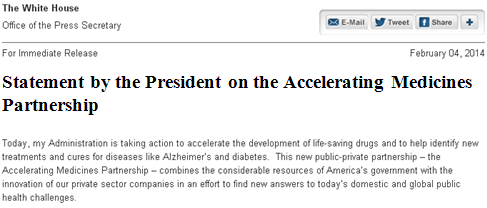 The White House
Office of the Press Secretary
E-Mail Tweet Share +
For Immediate Release February 04, 2014
Statement by the President on the Accelerating Medicines
Partnership
Today, my Administration is taking action to accelerate the development of life-saving drugs and to help identify new
treatments and cures for diseases like Alzheimer's and diabetes.  This new public-private partnership – the
Accelerating Medicines Partnership – combines the considerable resources of America's government with the
innovation of our private sector companies in an effort to find new answers to today's domestic and global public
health challenges.